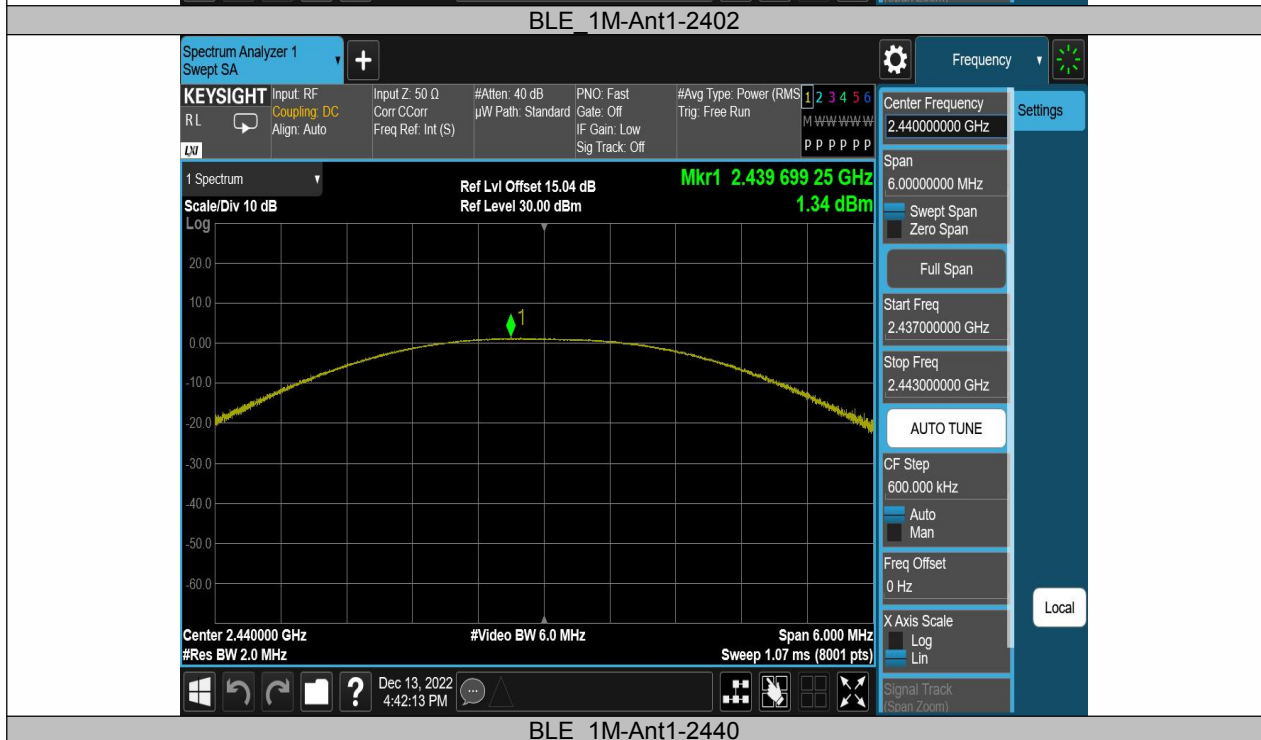 BLE_1M-Ant1-2402
Spectrum Analyzer 1
Swept SA
+
Frequency
KEYSIGHT
RL
LXI
Input: RF
Coupling: DC
Align: Auto
Input Z: 50 Ω
Corr CCorr
Freq Ref: Int (S)
#Atten: 40 dB
µW Path: Standard
PNO: Fast
Gate: Off
IF Gain: Low
Sig Track: Off
#Avg Type: Power (RMS
Trig: Free Run
1 2 3 4 5 6
M W W W W W
P P P P P P
1 Spectrum
Scale/Div 10 dB
Log
Ref Lvl Offset 15.04 dB
Ref Level 30.00 dBm
Mkr1 2.439 699 25 GHz
1.34 dBm
1
20.0
10.0
0.00
-10.0
-20.0
-30.0
-40.0
-50.0
-60.0
Center 2.440000 GHz
#Res BW 2.0 MHz
#Video BW 6.0 MHz
Span 6.000 MHz
Sweep 1.07 ms (8001 pts)
Center Frequency
2.440000000 GHz
Settings
Span
6.00000000 MHz
Swept Span
Zero Span
Full Span
Start Freq
2.437000000 GHz
Stop Freq
2.443000000 GHz
AUTO TUNE
CF Step
600.000 kHz
Auto
Man
Freq Offset
0 Hz
Local
X Axis Scale
Log
Lin
Signal Track
(Span Zoom)
?
Dec 13, 2022
4:42:13 PM
BLE_1M-Ant1-2440